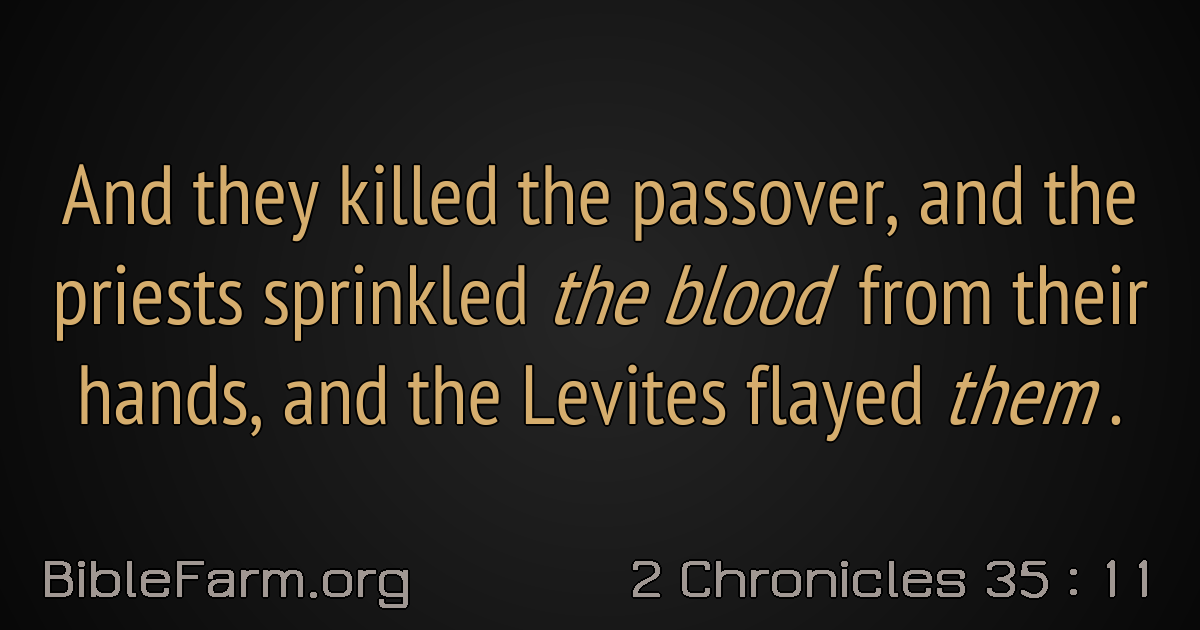 And they killed the passover, and the
priests sprinkled the blood from their
hands, and the Levites flayed them .
BibleFarm.org
2 Chronicles 35 : 11